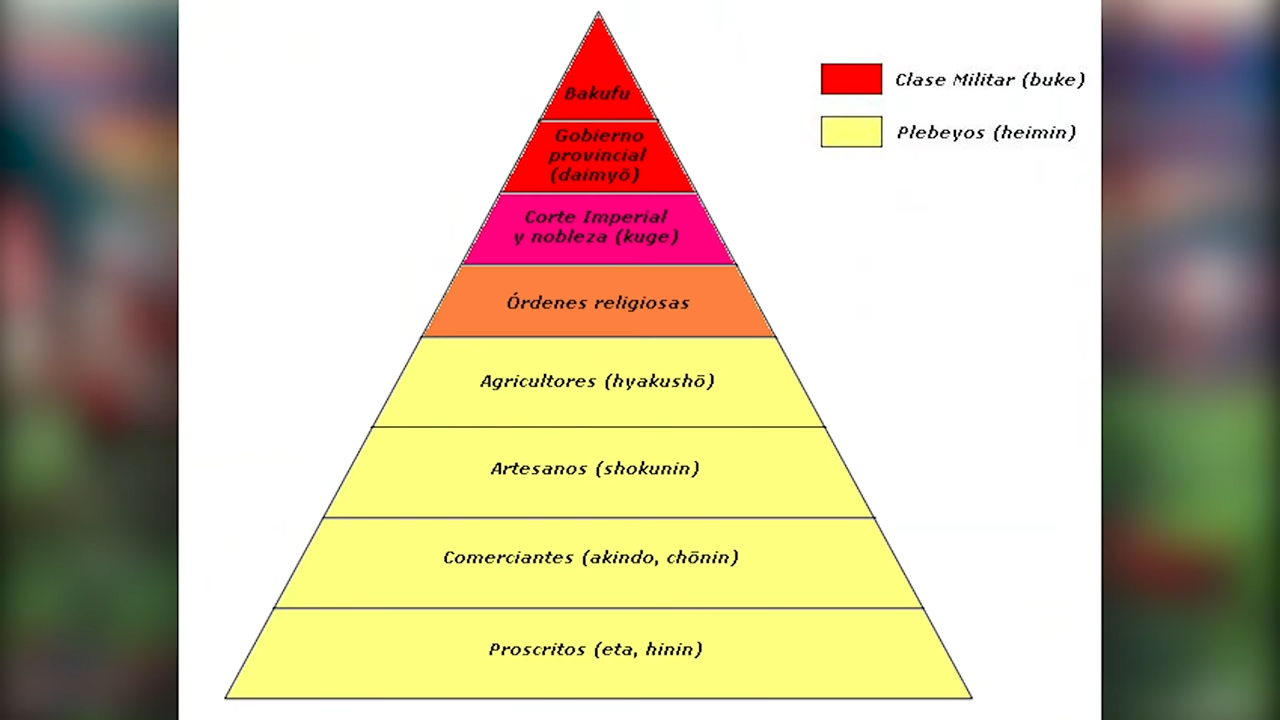 Bakufu
Gobierno
provincial
(daimyō)
Corte Imperial
y nobleza (kuge)
Órdenes religiosas
Agricultores (hyakushō)
Artesanos (shokunin)
Comerciantes (akindo, chōnin)
Proscritos (eta, hinin)
Clase Militar (buke)
Plebeyos (heimin)